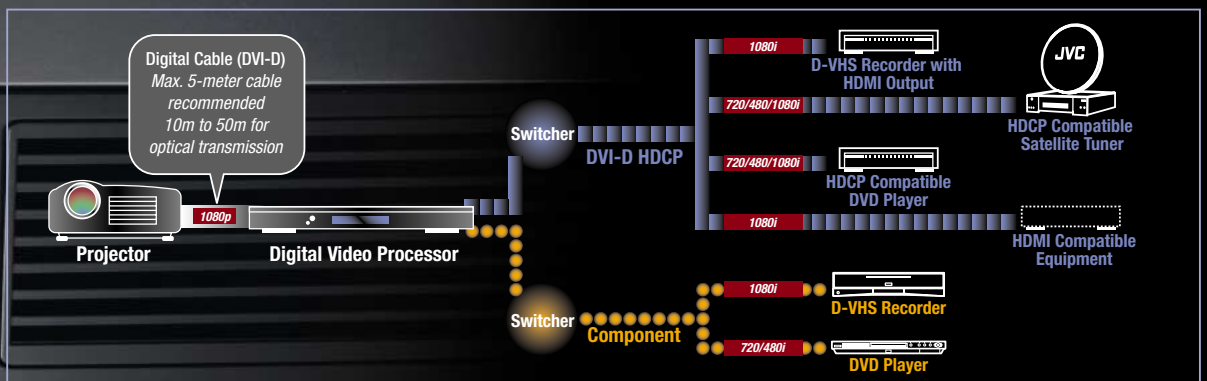 Digital Cable (DVI-D)
Max. 5-meter cable
recommended
10m to 50m for
optical transmission
1080p
Projector
Digital Video Processor
Switcher
DVI-D HDCP
1080i
D-VHS Recorder with
HDMI Output
720/480/1080i
JVC
HDCP Compatible
Satellite Tuner
720/480/1080i
HDCP Compatible
DVD Player
1080i
HDMI Compatible
Equipment
Switcher
Component
1080i
D-VHS Recorder
720/480i
DVD Player